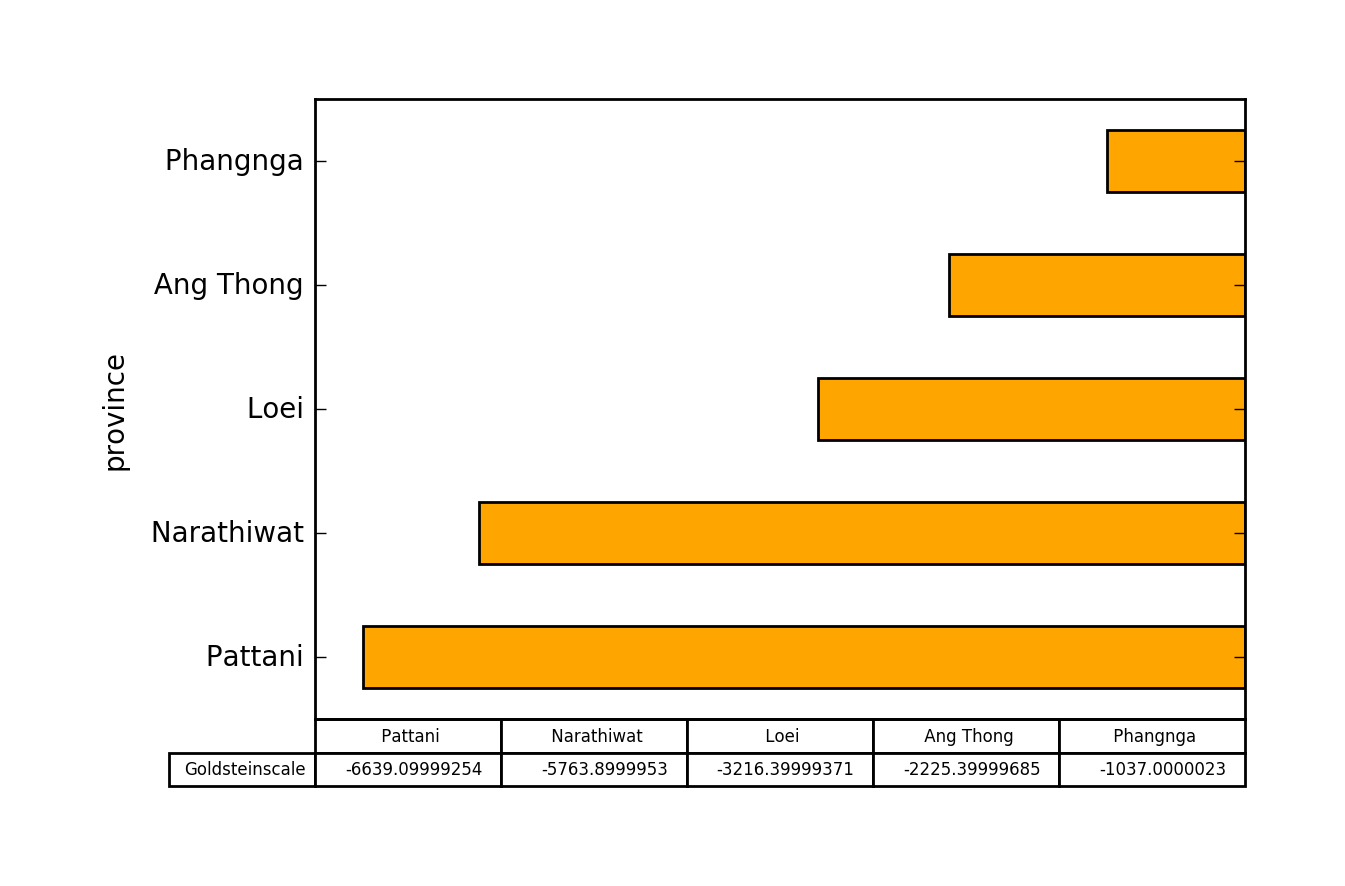 Phangnga
Ang Thong
Loei
Narathiwat
Pattani
province
Pattani Narathiwat Loei Ang Thong Phangnga
Goldsteinscale -6639.09999254 -5763.8999953 -3216.39999371 -2225.39999685 -1037.0000023